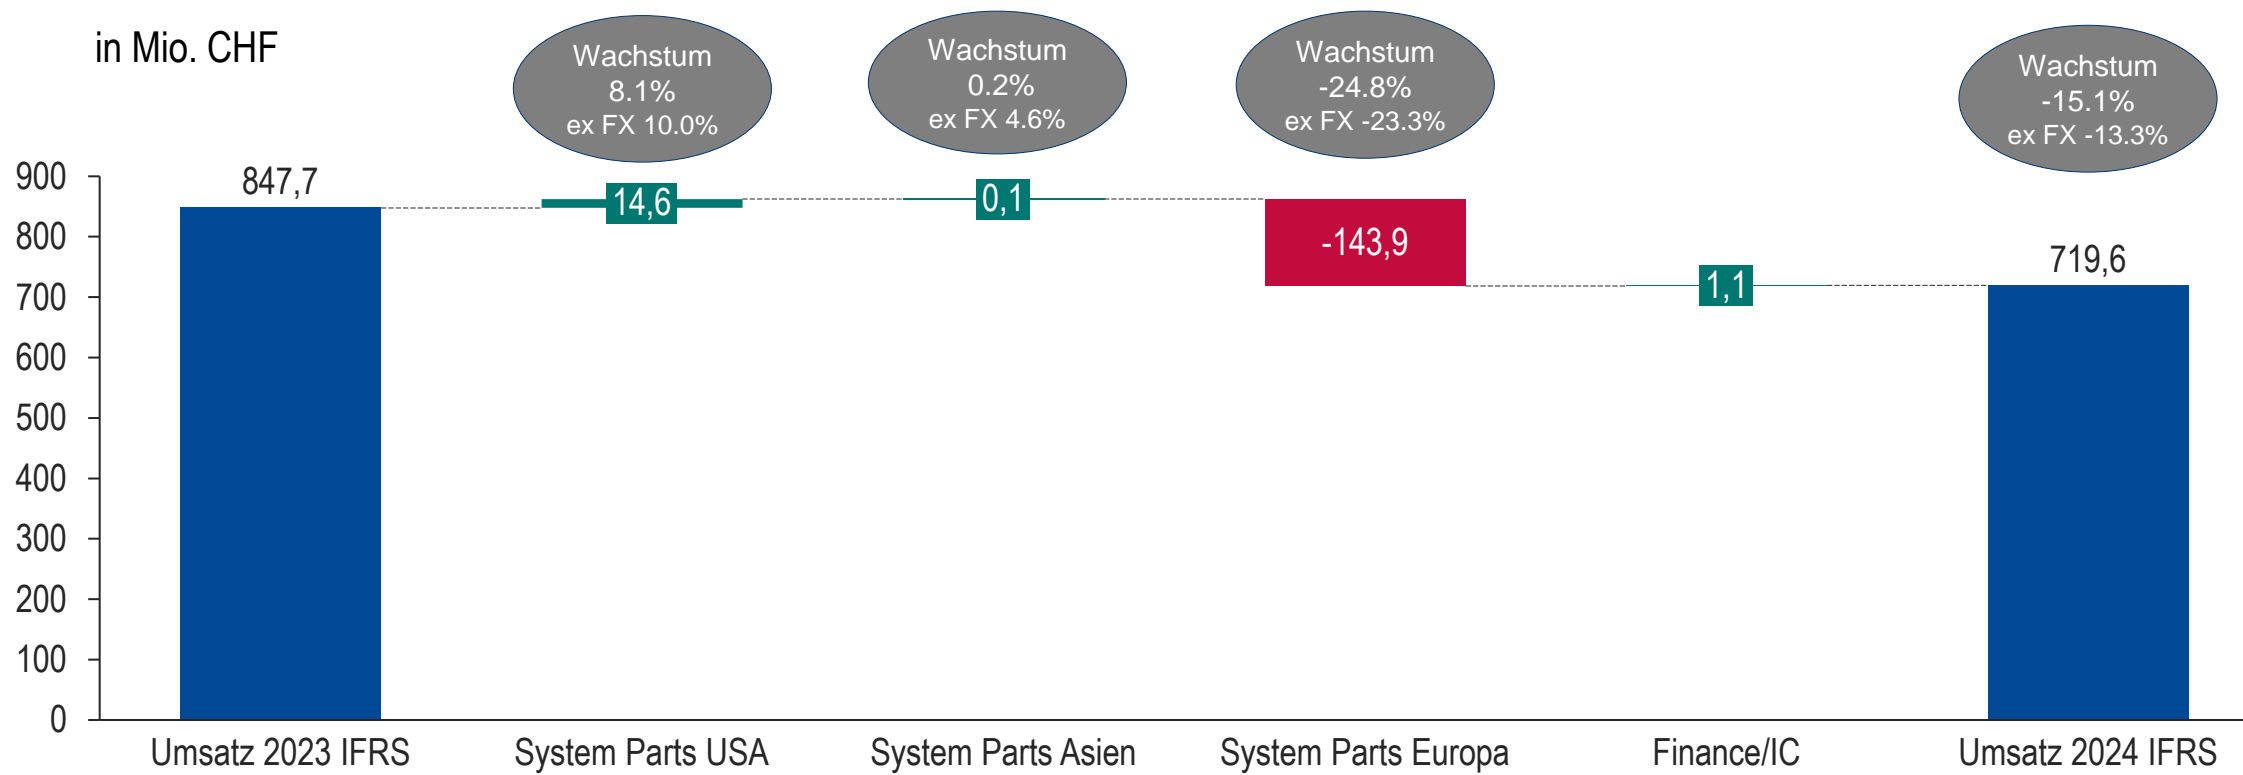 in Mio. CHF
Wachstum
8.1%
ex FX 10.0%
Wachstum
0.2%
ex FX 4.6%
Wachstum
-24.8%
ex FX -23.3%
Wachstum
-15.1%
ex FX -13.3%
900
800
700
600
500
400
300
200
100
0
847,7
14,6
0,1
-143,9
1,1
719,6
Umsatz 2023 IFRS
System Parts USA
System Parts Asien
System Parts Europa
Finance/IC
Umsatz 2024 IFRS